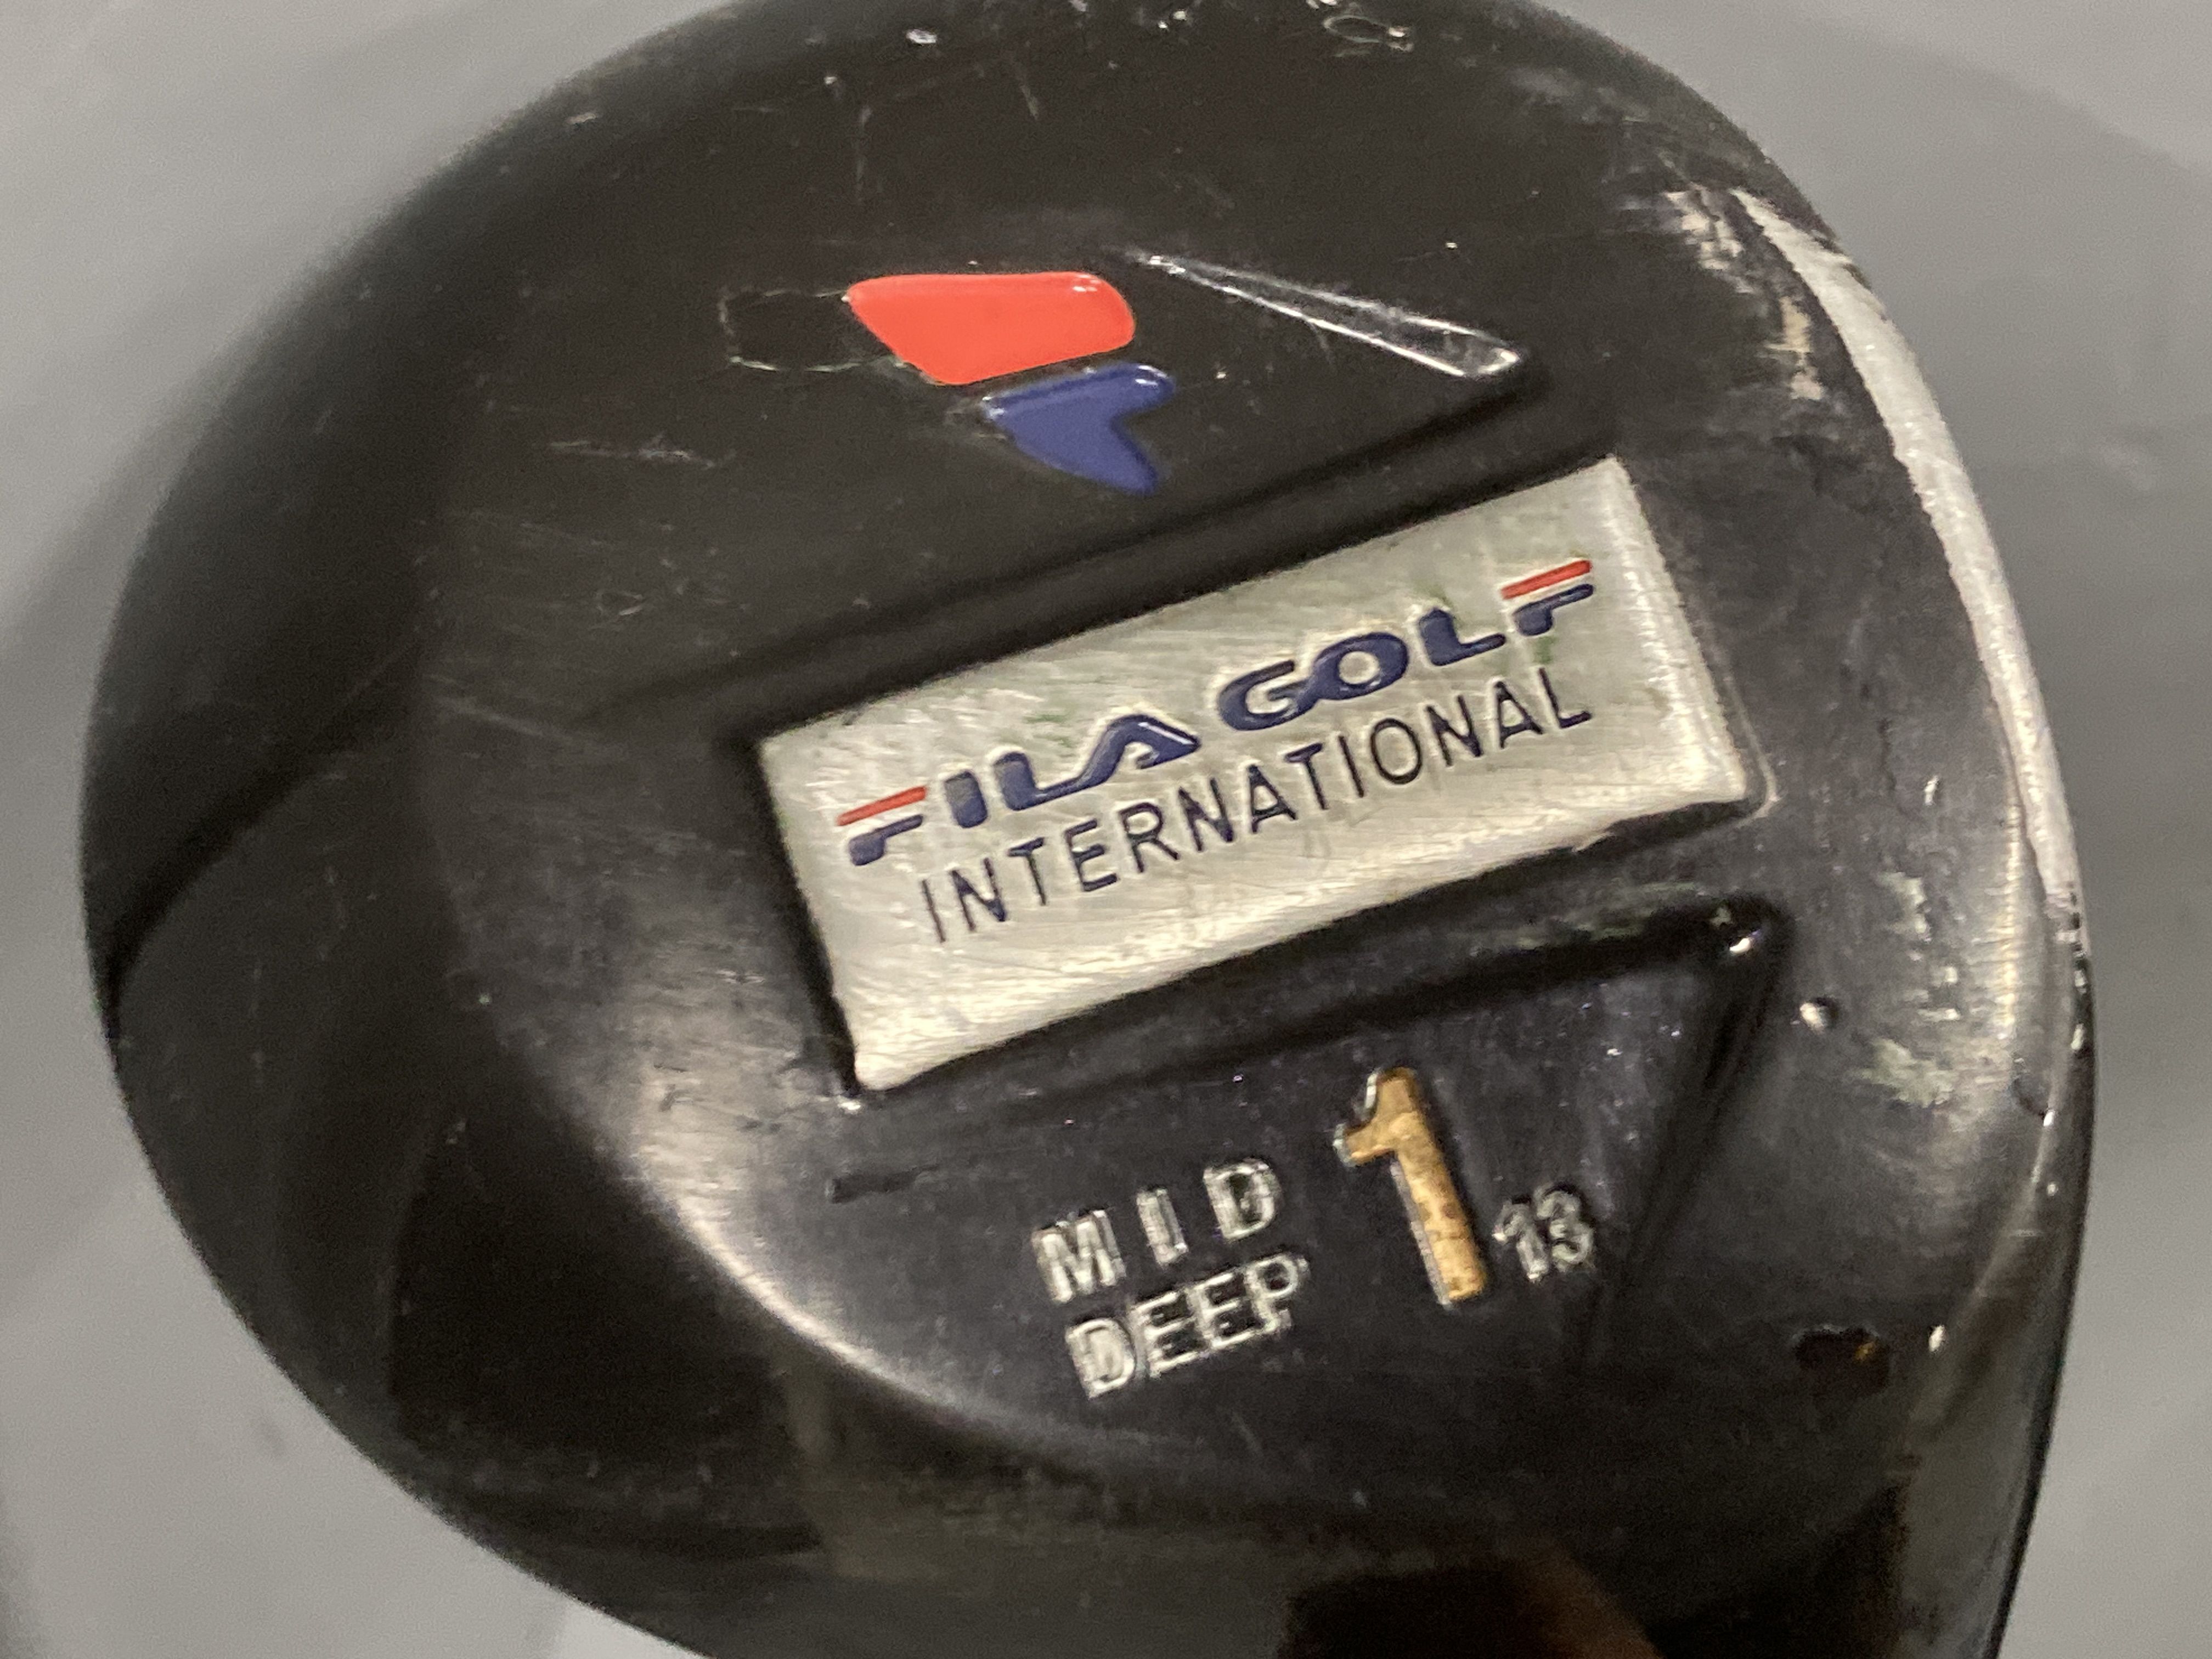 FILA GOLF
INTERNATIONAL
MID
DEEP
1
13